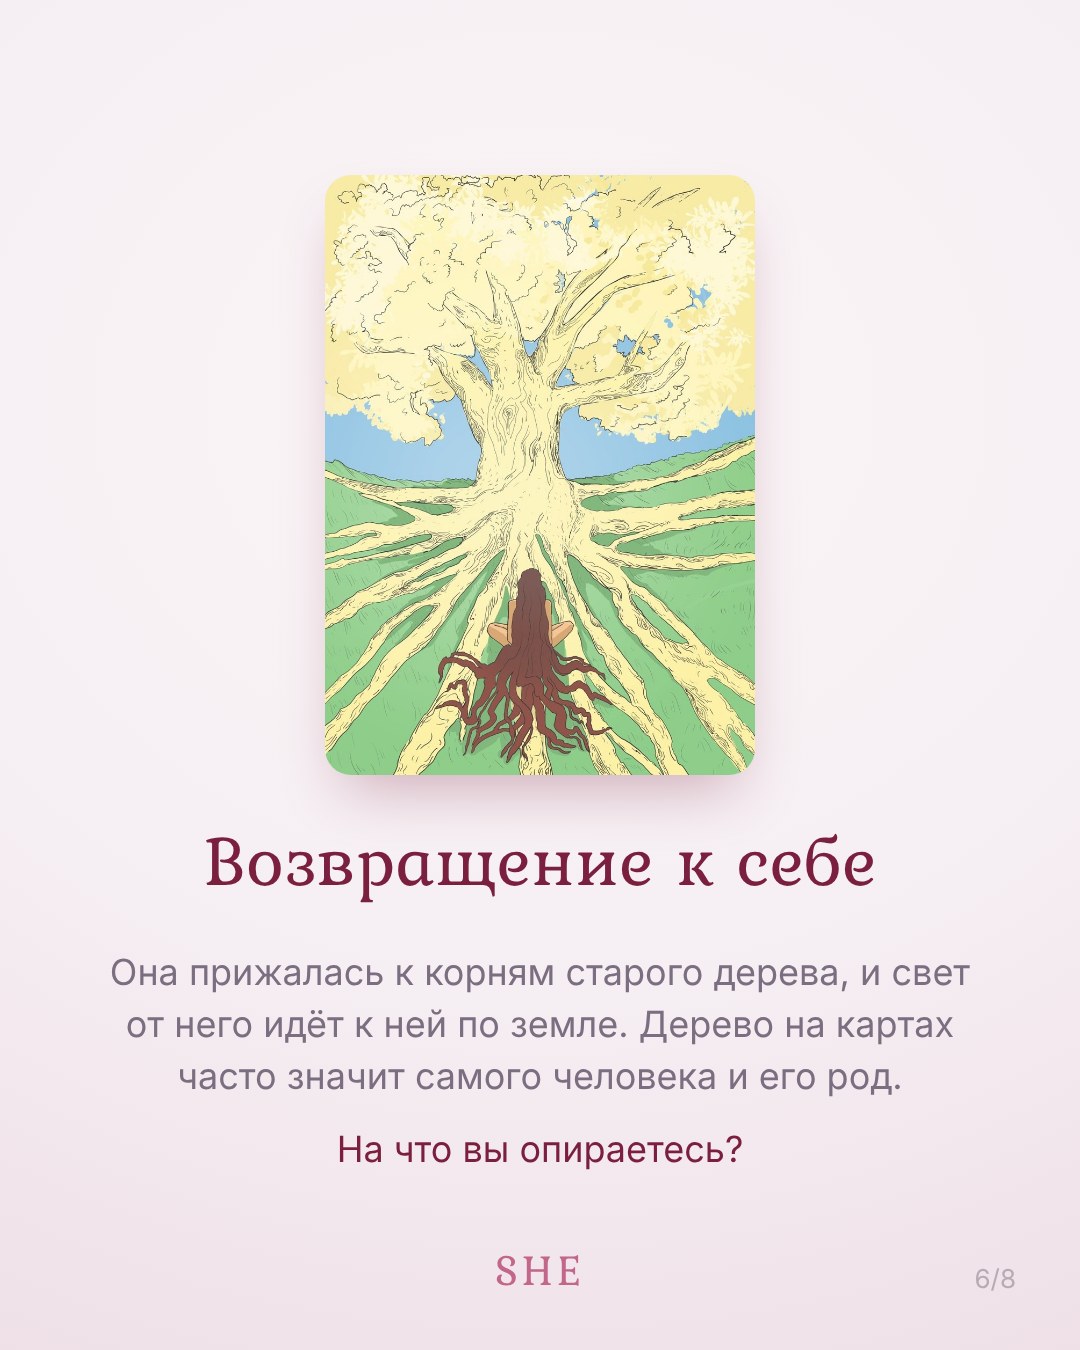 Возвращение к себе
Она прижалась к корням старого дерева, и свет
от него идёт к ней по земле. Дерево на картах
часто значит самого человека и его род.
На что вы опираетесь?
SHE
6/8